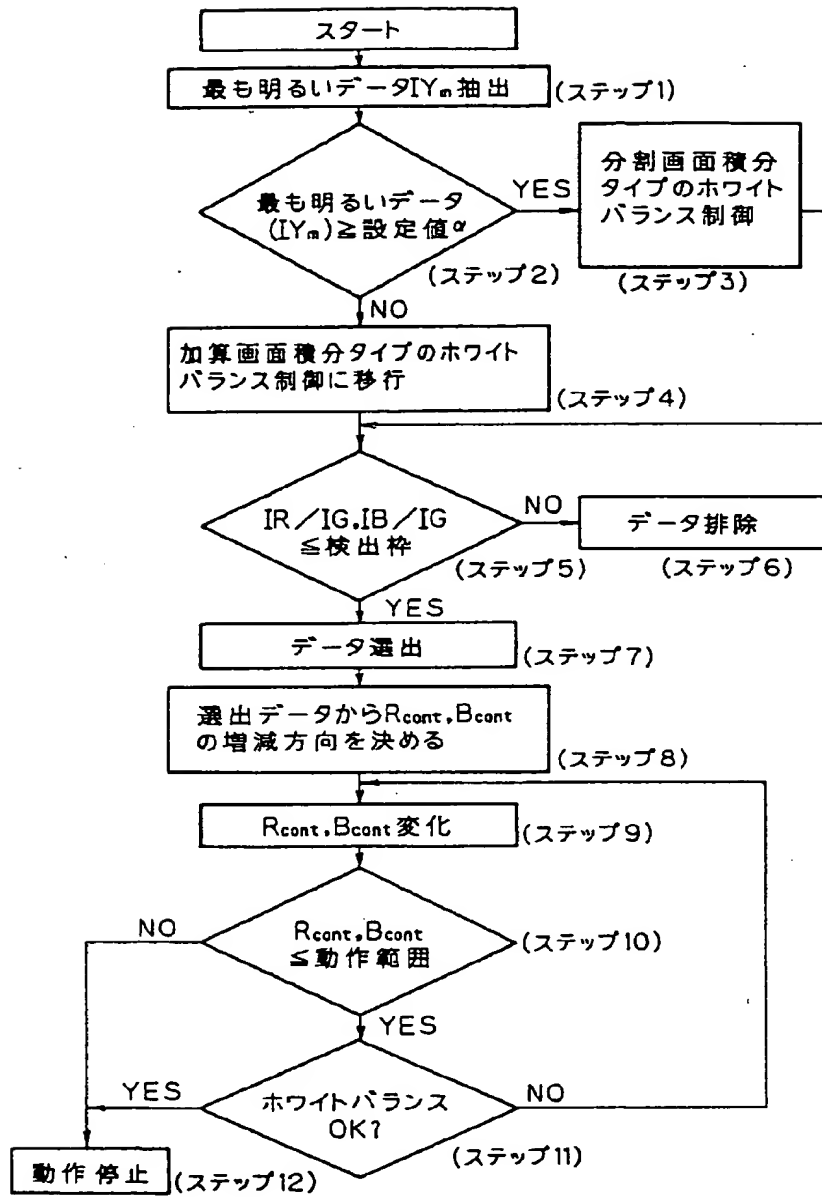 スタート
最も明るいデータIYm抽出
(ステップ1)
最も明るいデータ
(IYm)≧設定値α
(ステップ2)
YES
分割画面積分
タイプのホワイト
バランス制御
(ステップ3)
NO
加算画面積分タイプのホワイト
バランス制御に移行
(ステップ4)
IR/IG,IB/IG
≦検出枠
(ステップ5)
NO
データ排除
(ステップ6)
YES
データ選出
(ステップ7)
選出データからRcont,Bcont
の増減方向を決める
(ステップ8)
Rcont,Bcont変化
(ステップ9)
Rcont,Bcont
≦動作範囲
(ステップ10)
NO
YES
ホワイトバランス
OK?
(ステップ11)
YES
NO
動作停止
(ステップ12)